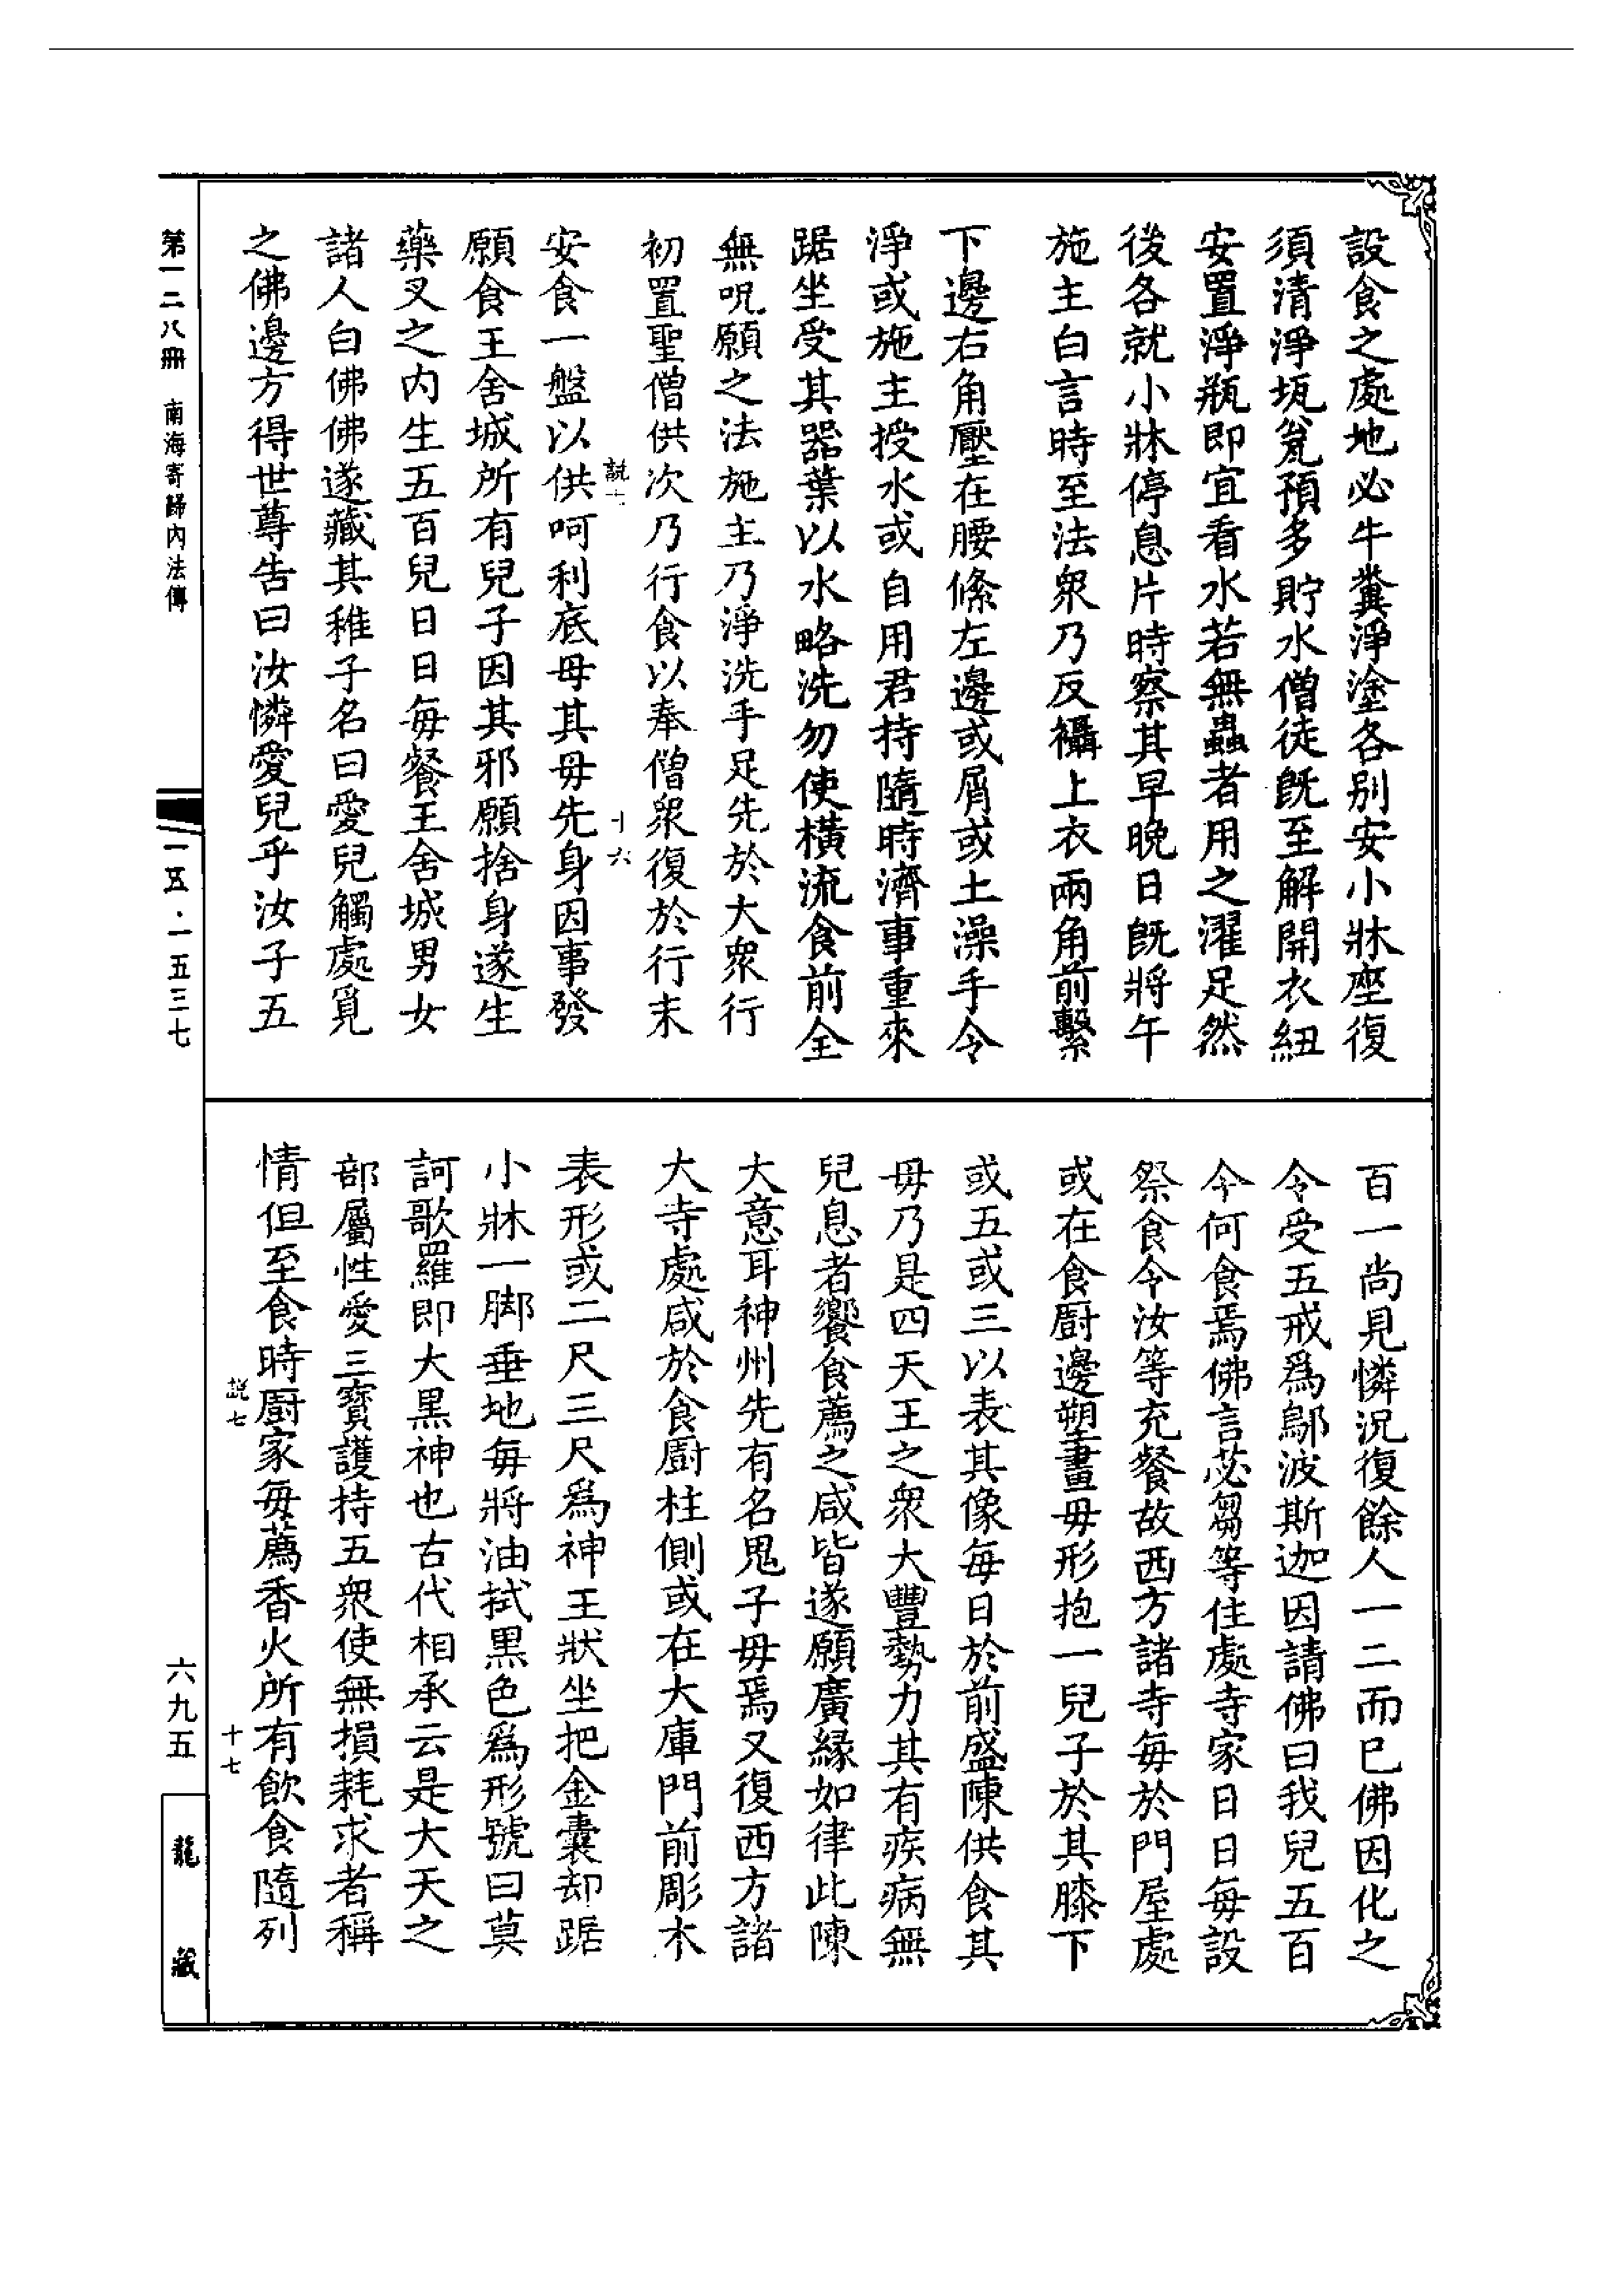 設食之處地必牛糞淨塗各别安小牀座復
須清淨瓨瓮預多貯水僧徒旣至解開衣紐
安置淨瓶即宜看水若無蟲者用之濯足然
後各就小牀停息片時察其早晚日旣將午
施主白言時至法衆乃反襵上衣兩角前繫
下邊右角壓在腰絛左邊或屑或土澡手令
淨或施主授水或自用君持隨時濟事重來
踞坐受其器葉以水略洗勿使橫流食前全
無呪願之法施主乃淨洗手足先於大衆行
初置聖僧供次乃行食以奉僧衆復於行末
安食一盤以供呵利底母其母先身因事發
願食王舍城所有兒子因其邪願捨身遂生
藥叉之内生五百兒日日每餐王舍城男女
諸人白佛佛遂藏其稚子名曰愛兒觸處覓
之佛邊方得世尊告曰汝憐愛兒乎汝子五
百一尚見憐況復餘人一二而已佛因化之
令受五戒爲鄔波斯迦因請佛曰我兒五百
今何食焉佛言苾芻等住處寺家日日每設
祭食令汝等充餐故西方諸寺每於門屋處
或在食厨邊塑畫母形抱一兒子於其膝下
或五或三以表其像每日於前盛陳供食其
母乃是四天王之衆大豐勢力其有疾病無
兒息者饗食薦之咸皆遂願廣緣如律此陳
大意耳神州先有名鬼子母焉又復西方諸
大寺處咸於食厨柱側或在大庫門前彫木
表形或二尺三尺爲神王狀坐把金囊却踞
小牀一脚垂地每將油拭黑色爲形號曰莫
訶歌羅即大黑神也古代相承云是大天之
部屬性愛三寶護持五衆使無損耗求者稱
情但至食時厨家每薦香火所有飲食隨列
説七
十七
十六
第一二八冊 南海寄歸內法傳
一五·一五三七
六九五
龍藏